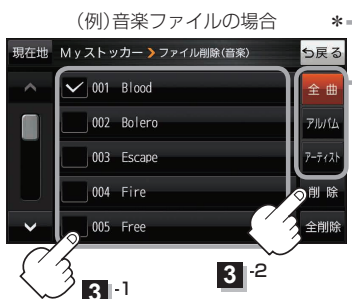 (例)音楽ファイルの場合
*
現在地 Myストッカー ファイル削除(音楽) 戻る
001 Blood 全 曲
002 Bolero アルバム
003 Escape アーティスト
004 Fire 削 除
005 Free 全削除
3 -1
3 -2